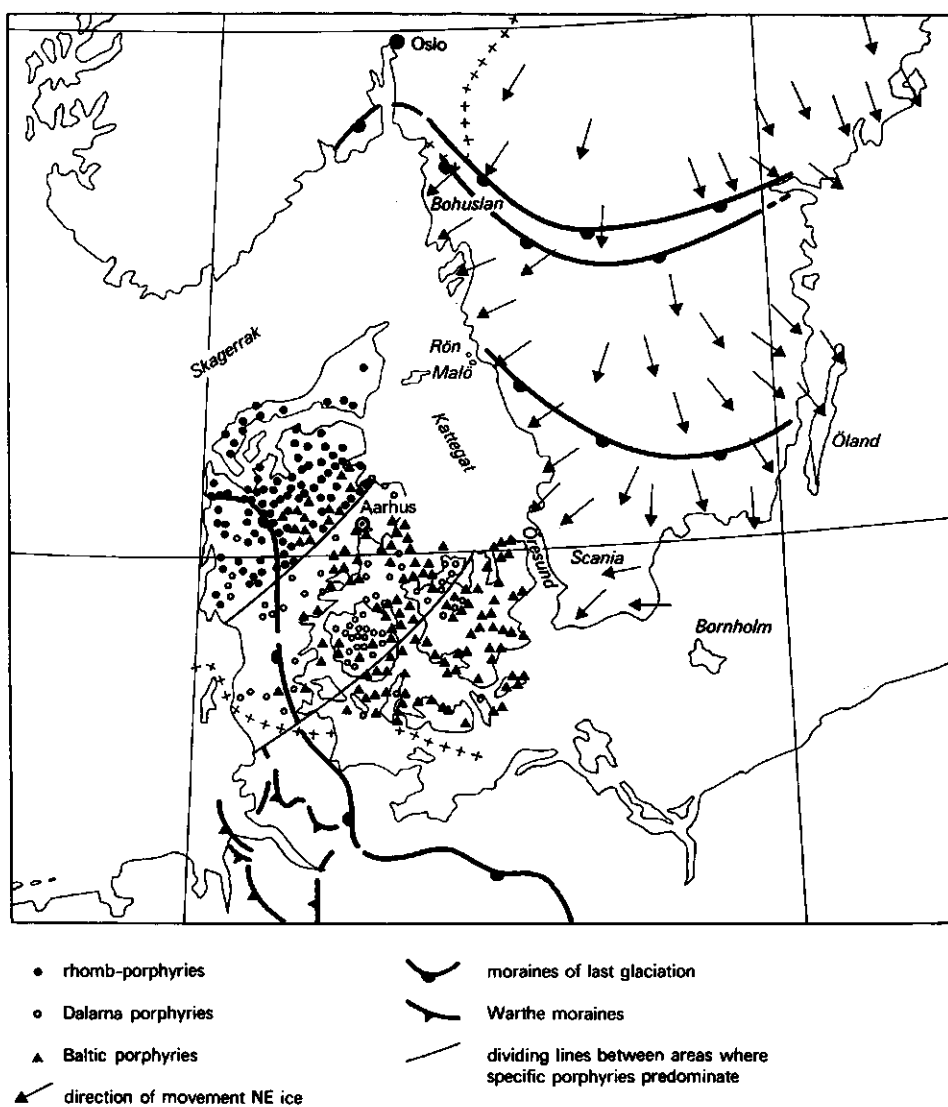 Oslo
Bohuslan
Skagerrak
Rön
Malö
Kattegat
Öland
Aarhus
Öresund
Scania
Bornholm
rhomb-porphyries
Dalarna porphyries
Baltic porphyries
direction of movement NE ice
moraines of last glaciation
Warthe moraines
dividing lines between areas where
specific porphyries predominate